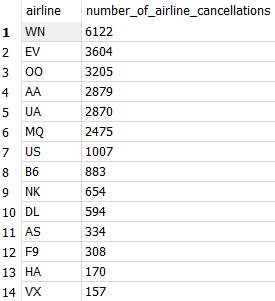 airline number_of_airline_cancellations
1 WN 6122
2 EV 3604
3 OO 3205
4 AA 2879
5 UA 2870
6 MQ 2475
7 US 1007
8 B6 883
9 NK 654
10 DL 594
11 AS 334
12 F9 308
13 HA 170
14 VX 157